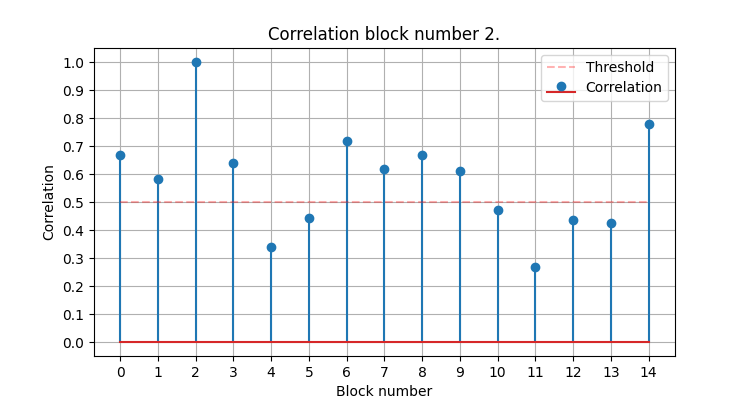 Correlation block number 2.
Threshold
Correlation
Correlation
1.0
0.9
0.8
0.7
0.6
0.5
0.4
0.3
0.2
0.1
0.0
0 1 2 3 4 5 6 7 8 9 10 11 12 13 14
Block number